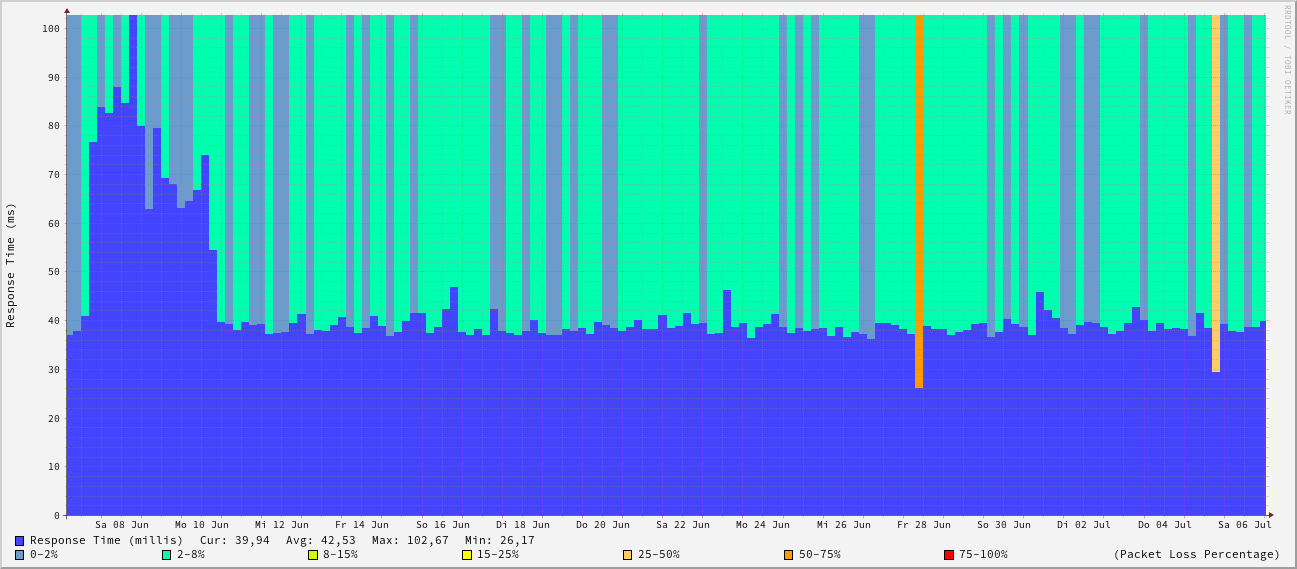 RRDTOOL / TOBI OETIKER
Response Time (ms)
100
90
80
70
60
50
40
30
20
10
0
Sa 08 Jun Mo 10 Jun Mi 12 Jun Fr 14 Jun So 16 Jun Di 18 Jun Do 20 Jun Sa 22 Jun Mo 24 Jun Mi 26 Jun Fr 28 Jun So 30 Jun Di 02 Jul Do 04 Jul Sa 06 Jul
Response Time (millis) Cur: 39,94 Avg: 42,53 Max: 102,67 Min: 26,17
0-2% 2-8% 8-15% 15-25% 25-50% 50-75% 75-100% (Packet Loss Percentage)